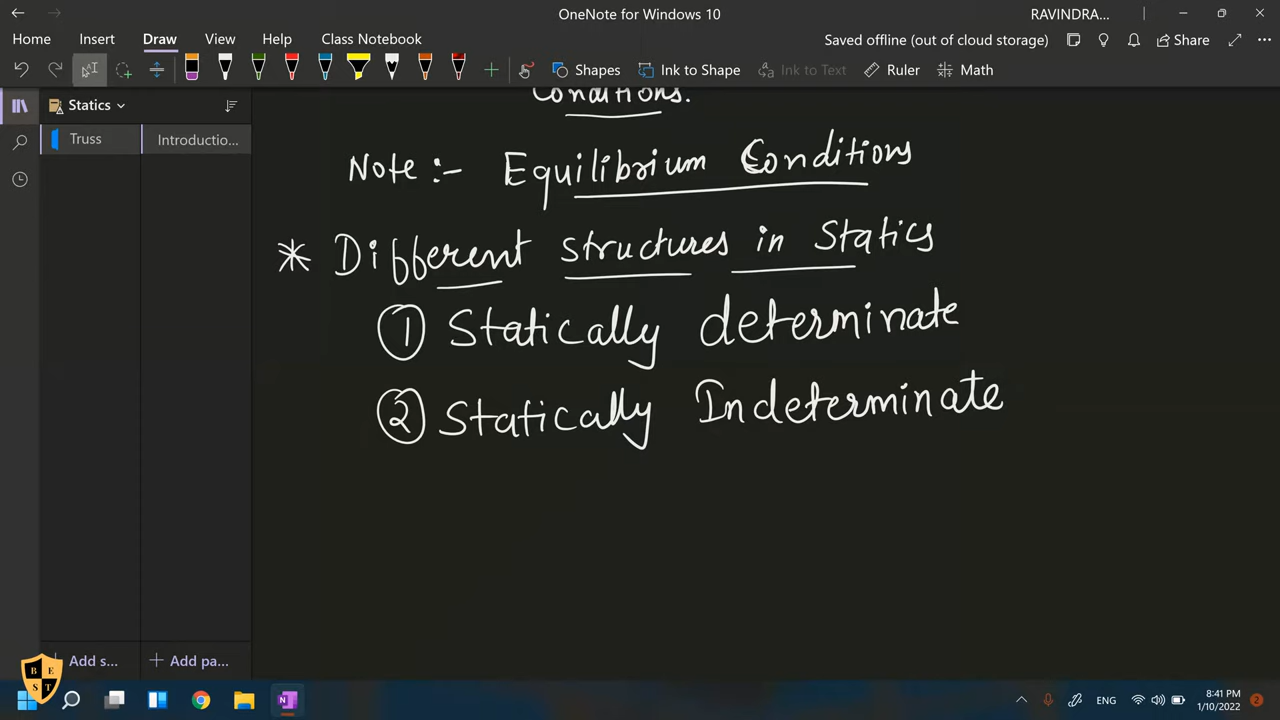 OneNote for Windows 10
RAVINDRA...
Home Insert Draw View Help Class Notebook
Saved offline (out of cloud storage) Share
Shapes Ink to Shape Ink to Text Ruler Math
Statics
Truss Introductio...
Conditions.
Note :- Equilibrium Conditions
* Different structures in Statics
① Statically determinate
② Statically Indeterminate
Add s... Add pa...
BEST
ENG
8:41 PM
1/10/2022
2